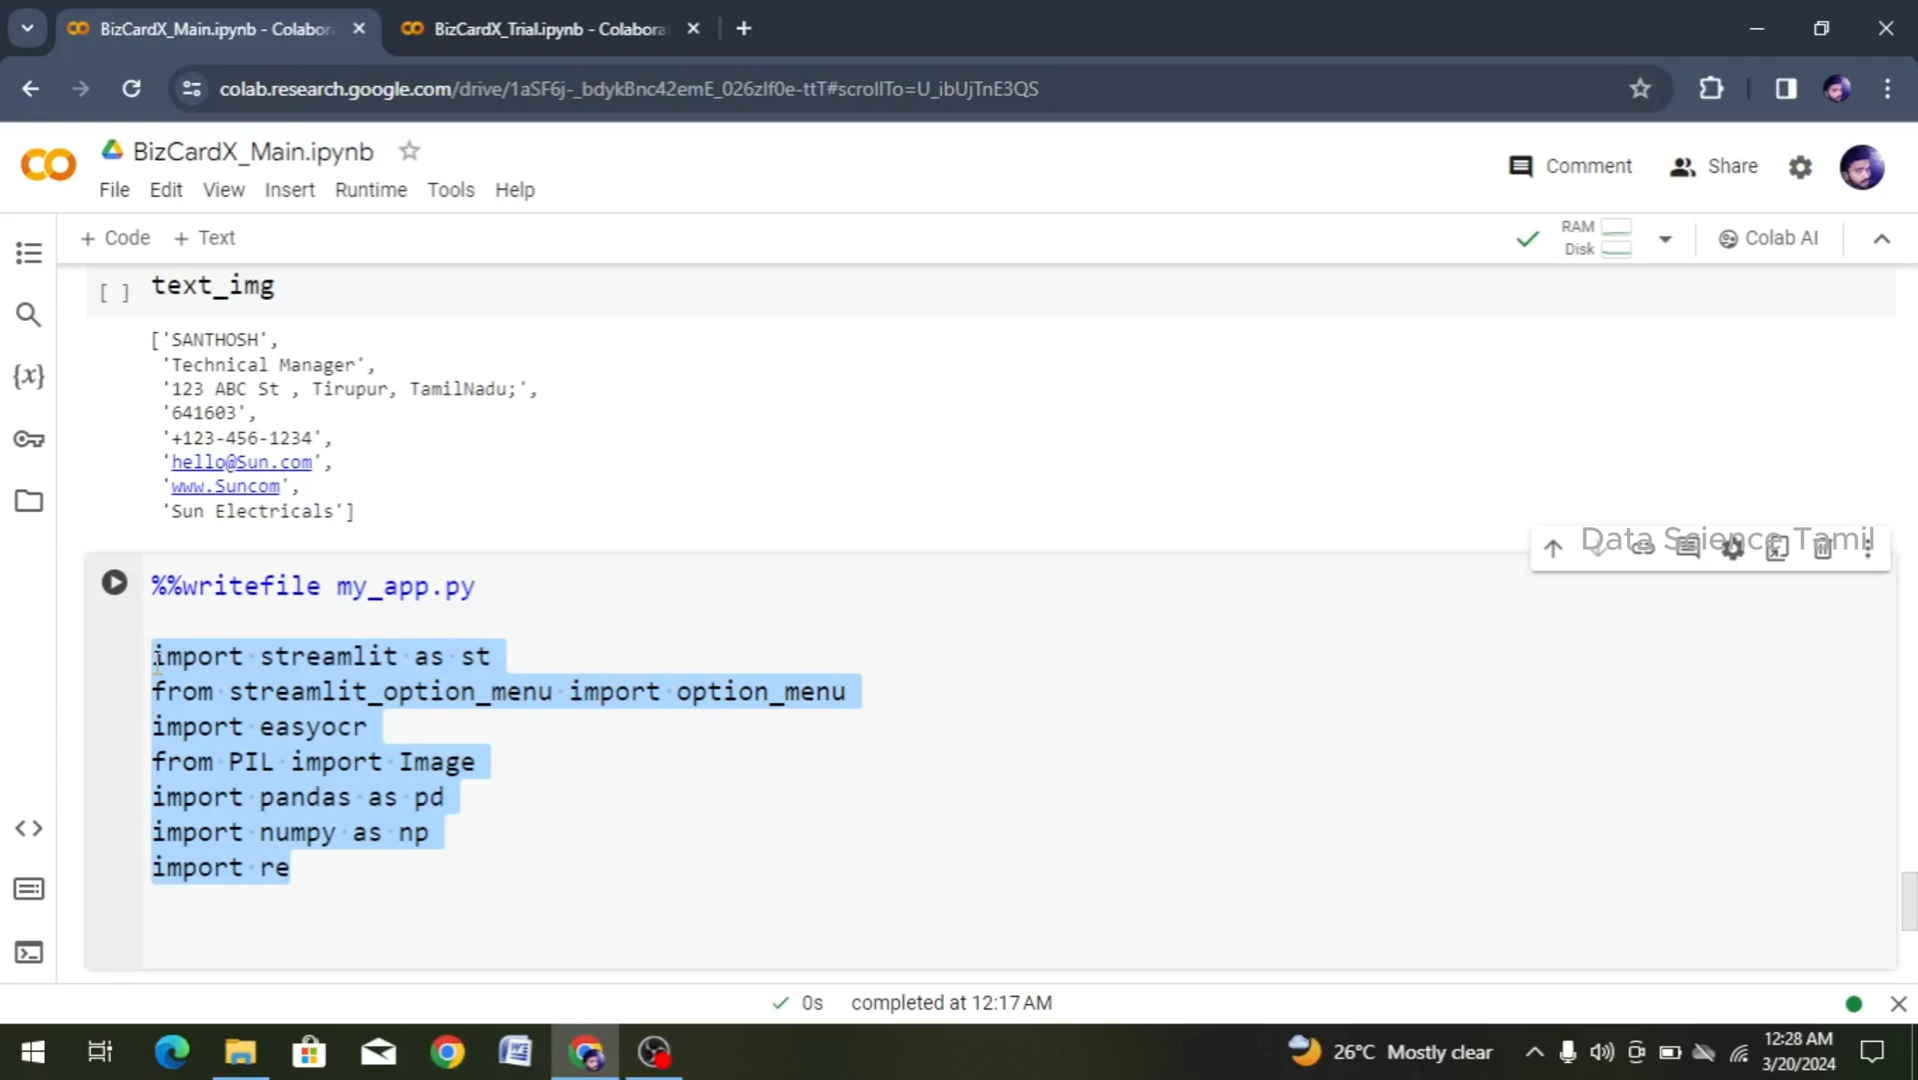 BizCardX_Main.ipynb - Colabor
BizCardX_Trial.ipynb - Colabora
colab.research.google.com/drive/1aSF6j-_bdykBnc42emE_026zIf0e-ttT#scrollTo=U_ibUjTnE3QS
BizCardX_Main.ipynb
Comment
Share
File Edit View Insert Runtime Tools Help
+ Code + Text
RAM
Disk
Colab AI
[ ] text_img
['SANTHOSH',
'Technical Manager',
'123 ABC St , Tirupur, TamilNadu;',
'641603',
'+123-456-1234',
'hello@Sun.com',
'www.Suncom',
'Sun Electricals']
Data Science Tamil
%%writefile my_app.py
import streamlit as st
from streamlit_option_menu import option_menu
import easyocr
from PIL import Image
import pandas as pd
import numpy as np
import re
0s completed at 12:17 AM
26°C Mostly clear
12:28 AM
3/20/2024